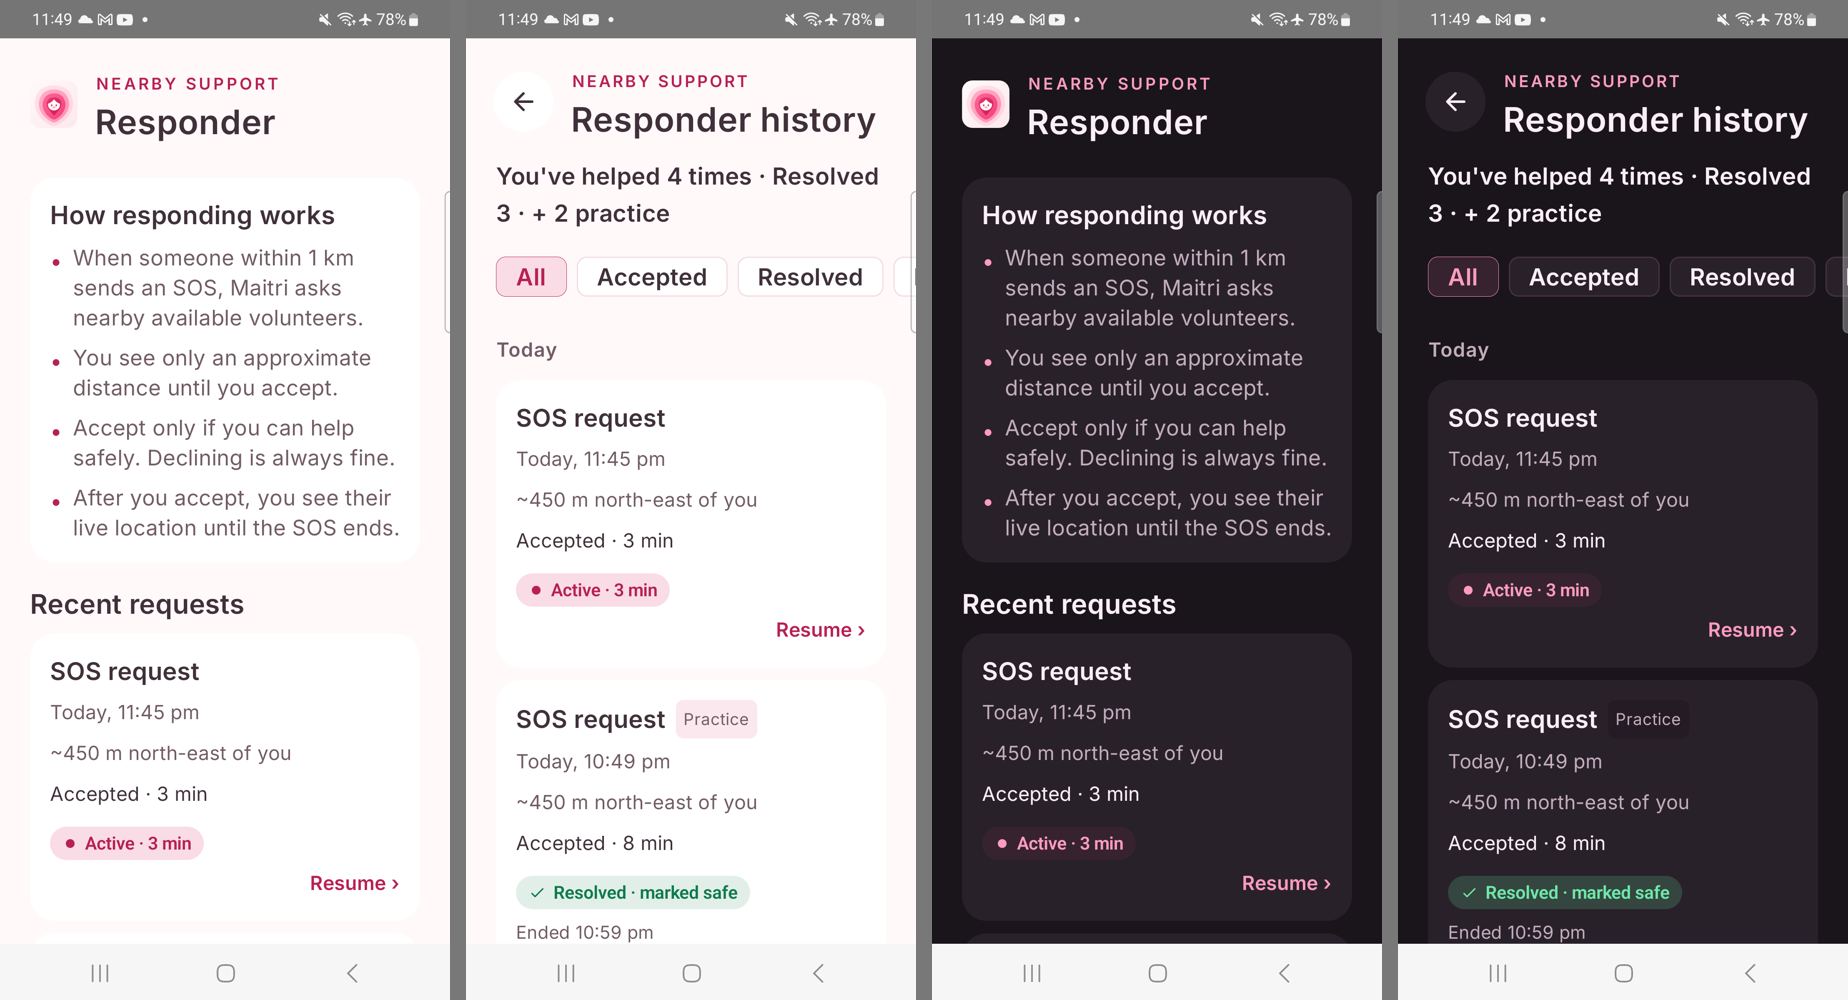 11:49
78%
NEARBY SUPPORT
Responder
How responding works
• When someone within 1 km
sends an SOS, Maitri asks
nearby available volunteers.
• You see only an approximate
distance until you accept.
• Accept only if you can help
safely. Declining is always fine.
• After you accept, you see their
live location until the SOS ends.
Recent requests
SOS request
Today, 11:45 pm
~450 m north-east of you
Accepted · 3 min
Active · 3 min
Resume ›
11:49
78%
NEARBY SUPPORT
Responder history
You've helped 4 times · Resolved
3 · + 2 practice
All Accepted Resolved
Today
SOS request
Today, 11:45 pm
~450 m north-east of you
Accepted · 3 min
Active · 3 min
Resume ›
SOS request Practice
Today, 10:49 pm
~450 m north-east of you
Accepted · 8 min
✓ Resolved · marked safe
Ended 10:59 pm
11:49
78%
NEARBY SUPPORT
Responder
How responding works
• When someone within 1 km
sends an SOS, Maitri asks
nearby available volunteers.
• You see only an approximate
distance until you accept.
• Accept only if you can help
safely. Declining is always fine.
• After you accept, you see their
live location until the SOS ends.
Recent requests
SOS request
Today, 11:45 pm
~450 m north-east of you
Accepted · 3 min
Active · 3 min
Resume ›
11:49
78%
NEARBY SUPPORT
Responder history
You've helped 4 times · Resolved
3 · + 2 practice
All Accepted Resolved
Today
SOS request
Today, 11:45 pm
~450 m north-east of you
Accepted · 3 min
Active · 3 min
Resume ›
SOS request Practice
Today, 10:49 pm
~450 m north-east of you
Accepted · 8 min
✓ Resolved · marked safe
Ended 10:59 pm